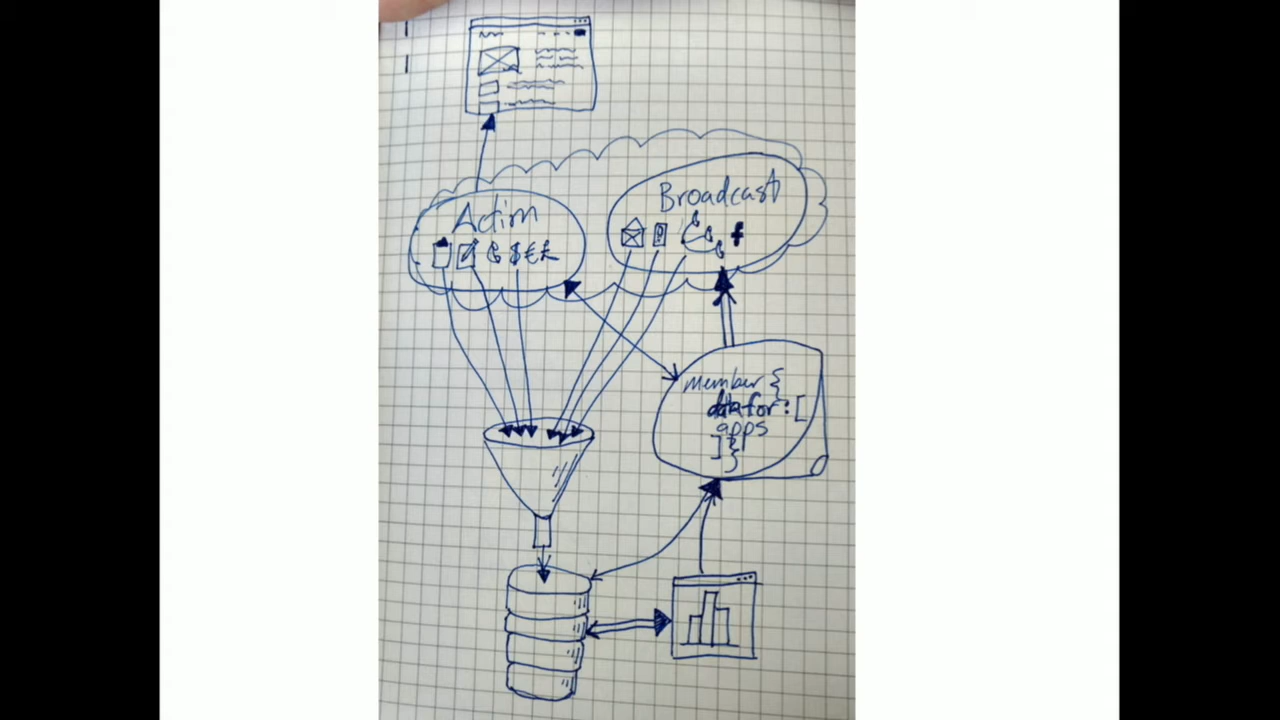 Action
$ € £
Broadcast
f
member {
data for : [
apps
] }
}